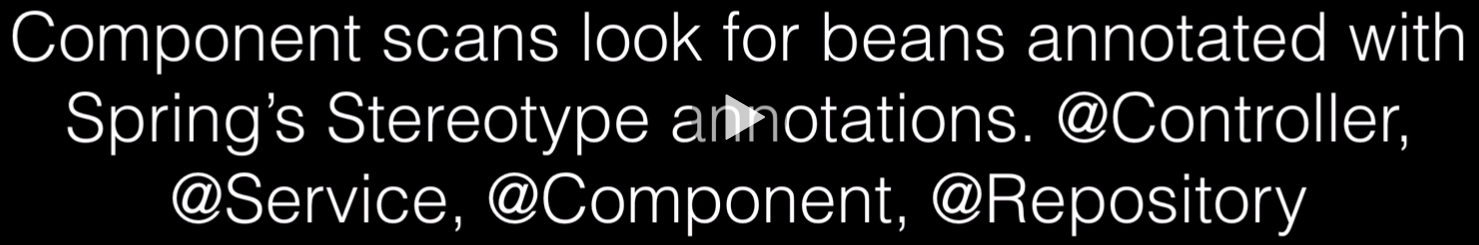 Component scans look for beans annotated with
Spring’s Stereotype annotations. @Controller,
@Service, @Component, @Repository